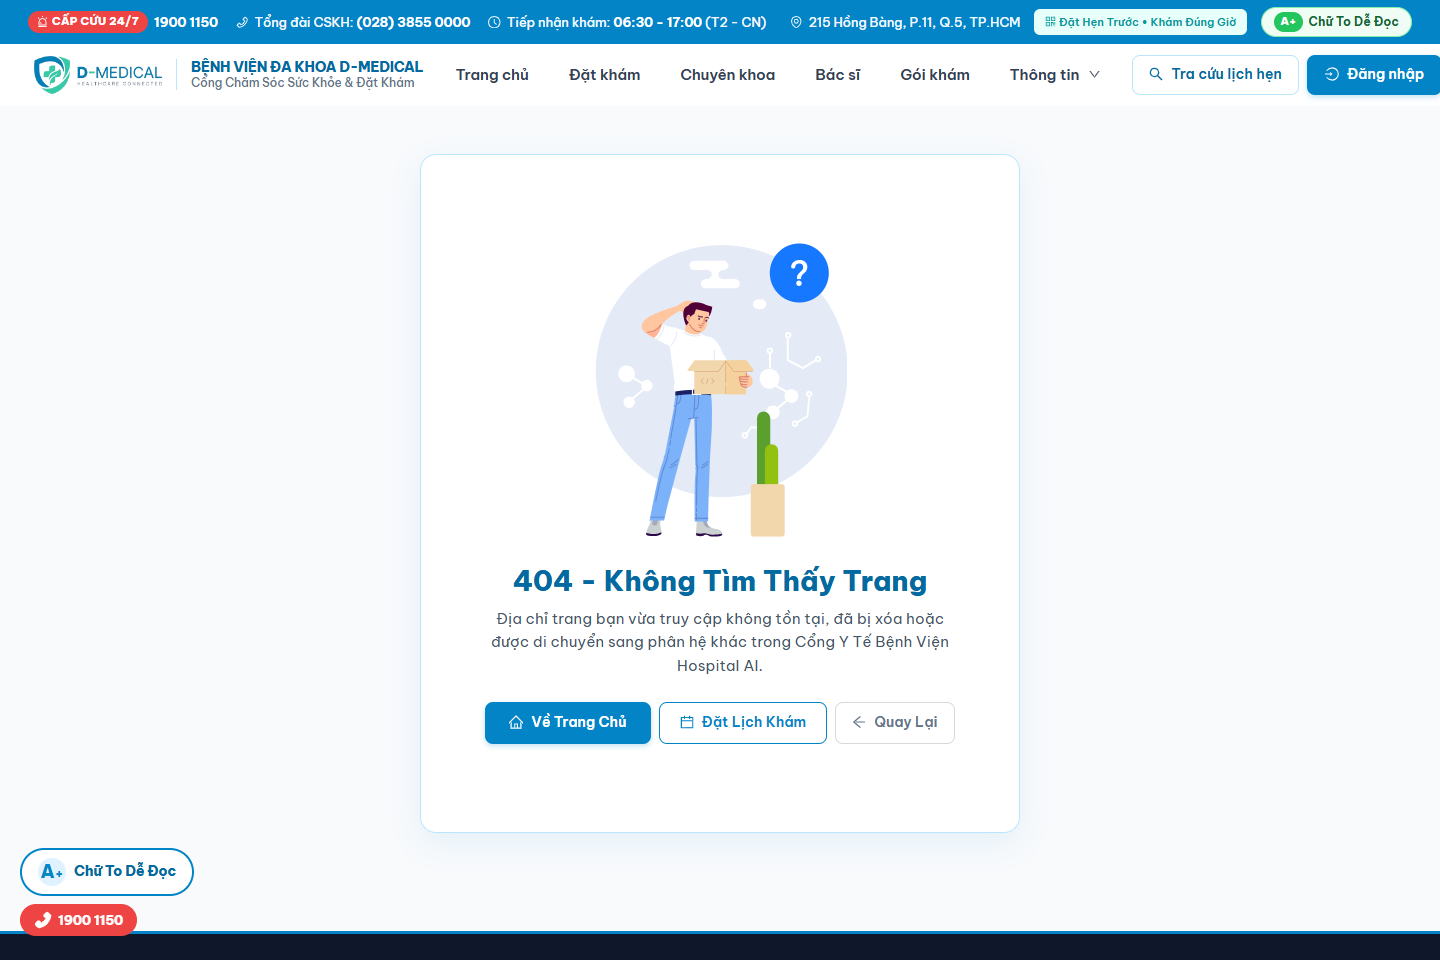 CẤP CỨU 24/7 1900 1150 Tổng đài CSKH: (028) 3855 0000 Tiếp nhận khám: 06:30 - 17:00 (T2 - CN) 215 Hồng Bàng, P.11, Q.5, TP.HCM Đặt Hẹn Trước • Khám Đúng Giờ A+ Chữ To Dễ Đọc
D-MEDICAL
HEALTHCARE CONNECTED
BỆNH VIỆN ĐA KHOA D-MEDICAL
Cổng Chăm Sóc Sức Khỏe & Đặt Khám
Trang chủ Đặt khám Chuyên khoa Bác sĩ Gói khám Thông tin Tra cứu lịch hẹn Đăng nhập
?
</>
404 - Không Tìm Thấy Trang
Địa chỉ trang bạn vừa truy cập không tồn tại, đã bị xóa hoặc
được di chuyển sang phân hệ khác trong Cổng Y Tế Bệnh Viện
Hospital AI.
Về Trang Chủ Đặt Lịch Khám Quay Lại
A+ Chữ To Dễ Đọc
1900 1150